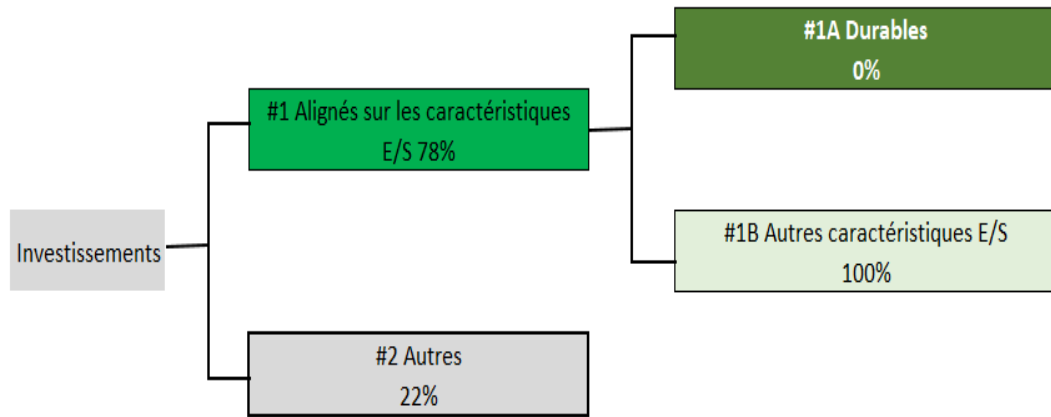 #1A Durables
0%
#1 Alignés sur les caractéristiques
E/S 78%
Investissements
#1B Autres caractéristiques E/S
100%
#2 Autres
22%